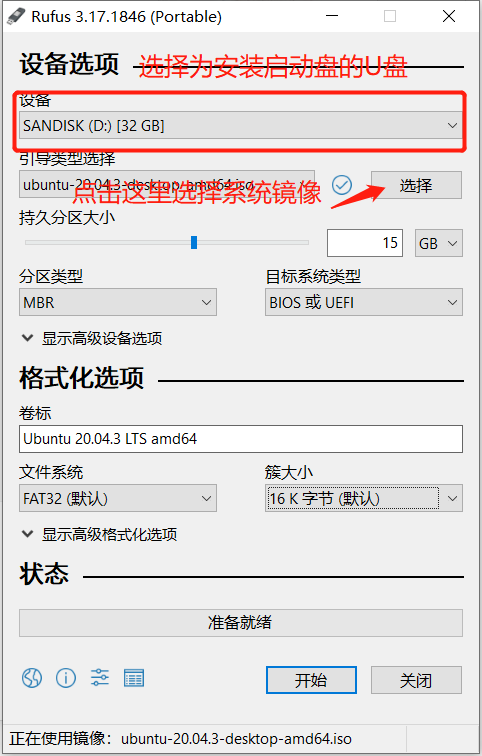 Rufus 3.17.1846 (Portable)
设备选项
选择为安装启动盘的U盘
设备
SANDISK (D:) [32 GB]
引导类型选择
ubuntu-20.04.3-desktop-amd64.iso
点击这里选择系统镜像
选择
持久分区大小
15
GB
分区类型
目标系统类型
MBR
BIOS 或 UEFI
显示高级设备选项
格式化选项
卷标
Ubuntu 20.04.3 LTS amd64
文件系统
簇大小
FAT32 (默认)
16 K 字节 (默认)
显示高级格式化选项
状态
准备就绪
开始
关闭
正在使用镜像：ubuntu-20.04.3-desktop-amd64.iso